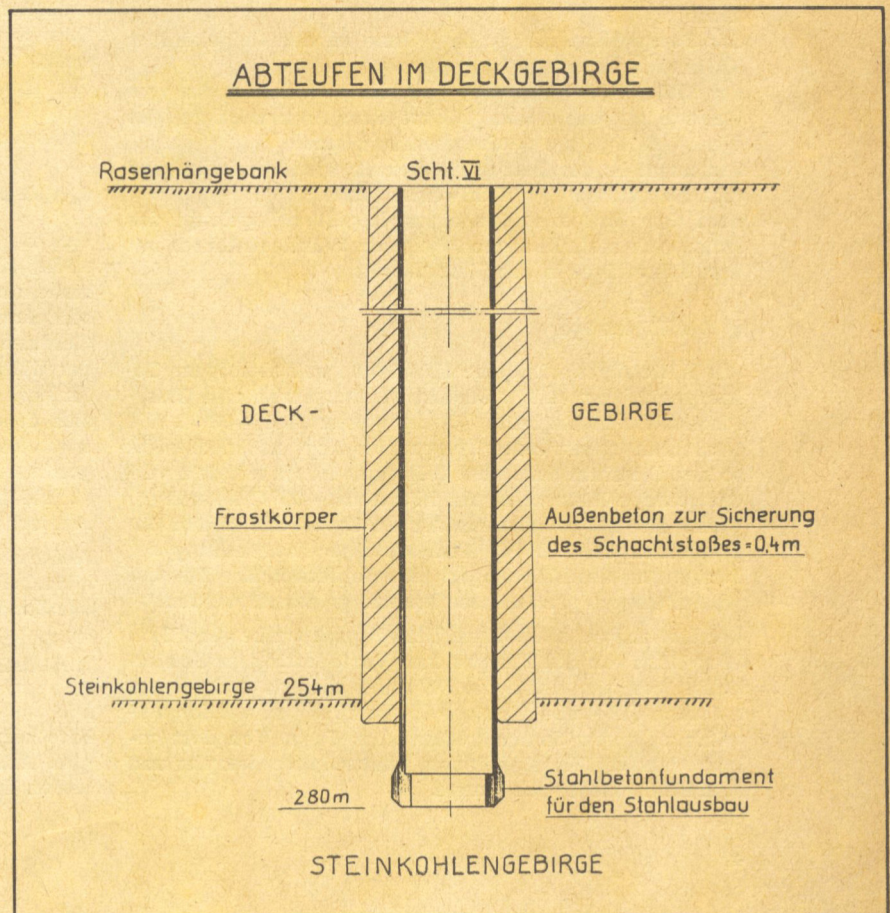 ABTEUFEN IM DECKGEBIRGE
Rasenhängebank
Scht. VI
DECK-
GEBIRGE
Frostkörper
Außenbeton zur Sicherung
des Schachtstoßes=0,4m
Steinkohlengebirge 254m
280m
Stahlbetonfundament
für den Stahlausbau
STEINKOHLENGEBIRGE